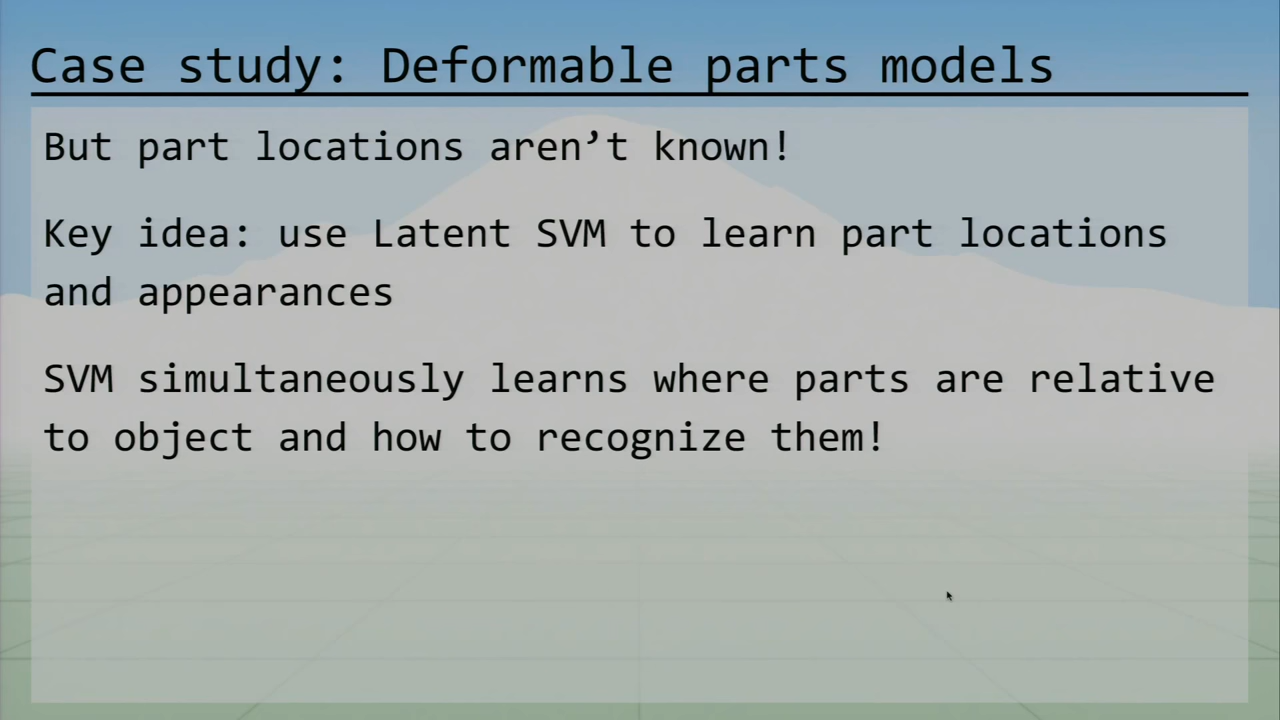 Case study: Deformable parts models
But part locations aren’t known!
Key idea: use Latent SVM to learn part locations
and appearances
SVM simultaneously learns where parts are relative
to object and how to recognize them!